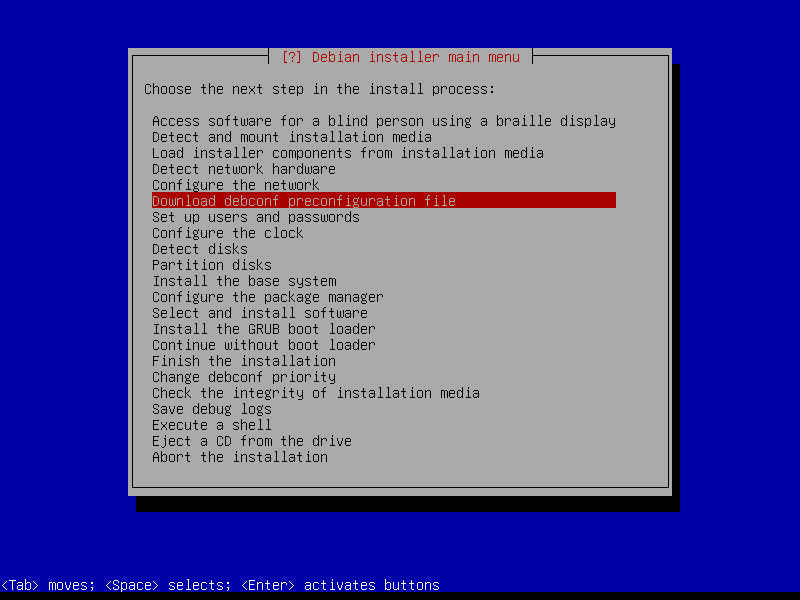 [?] Debian installer main menu
Choose the next step in the install process:
Access software for a blind person using a braille display
Detect and mount installation media
Load installer components from installation media
Detect network hardware
Configure the network
Download debconf preconfiguration file
Set up users and passwords
Configure the clock
Detect disks
Partition disks
Install the base system
Configure the package manager
Select and install software
Install the GRUB boot loader
Continue without boot loader
Finish the installation
Change debconf priority
Check the integrity of installation media
Save debug logs
Execute a shell
Eject a CD from the drive
Abort the installation
<Tab> moves; <Space> selects; <Enter> activates buttons